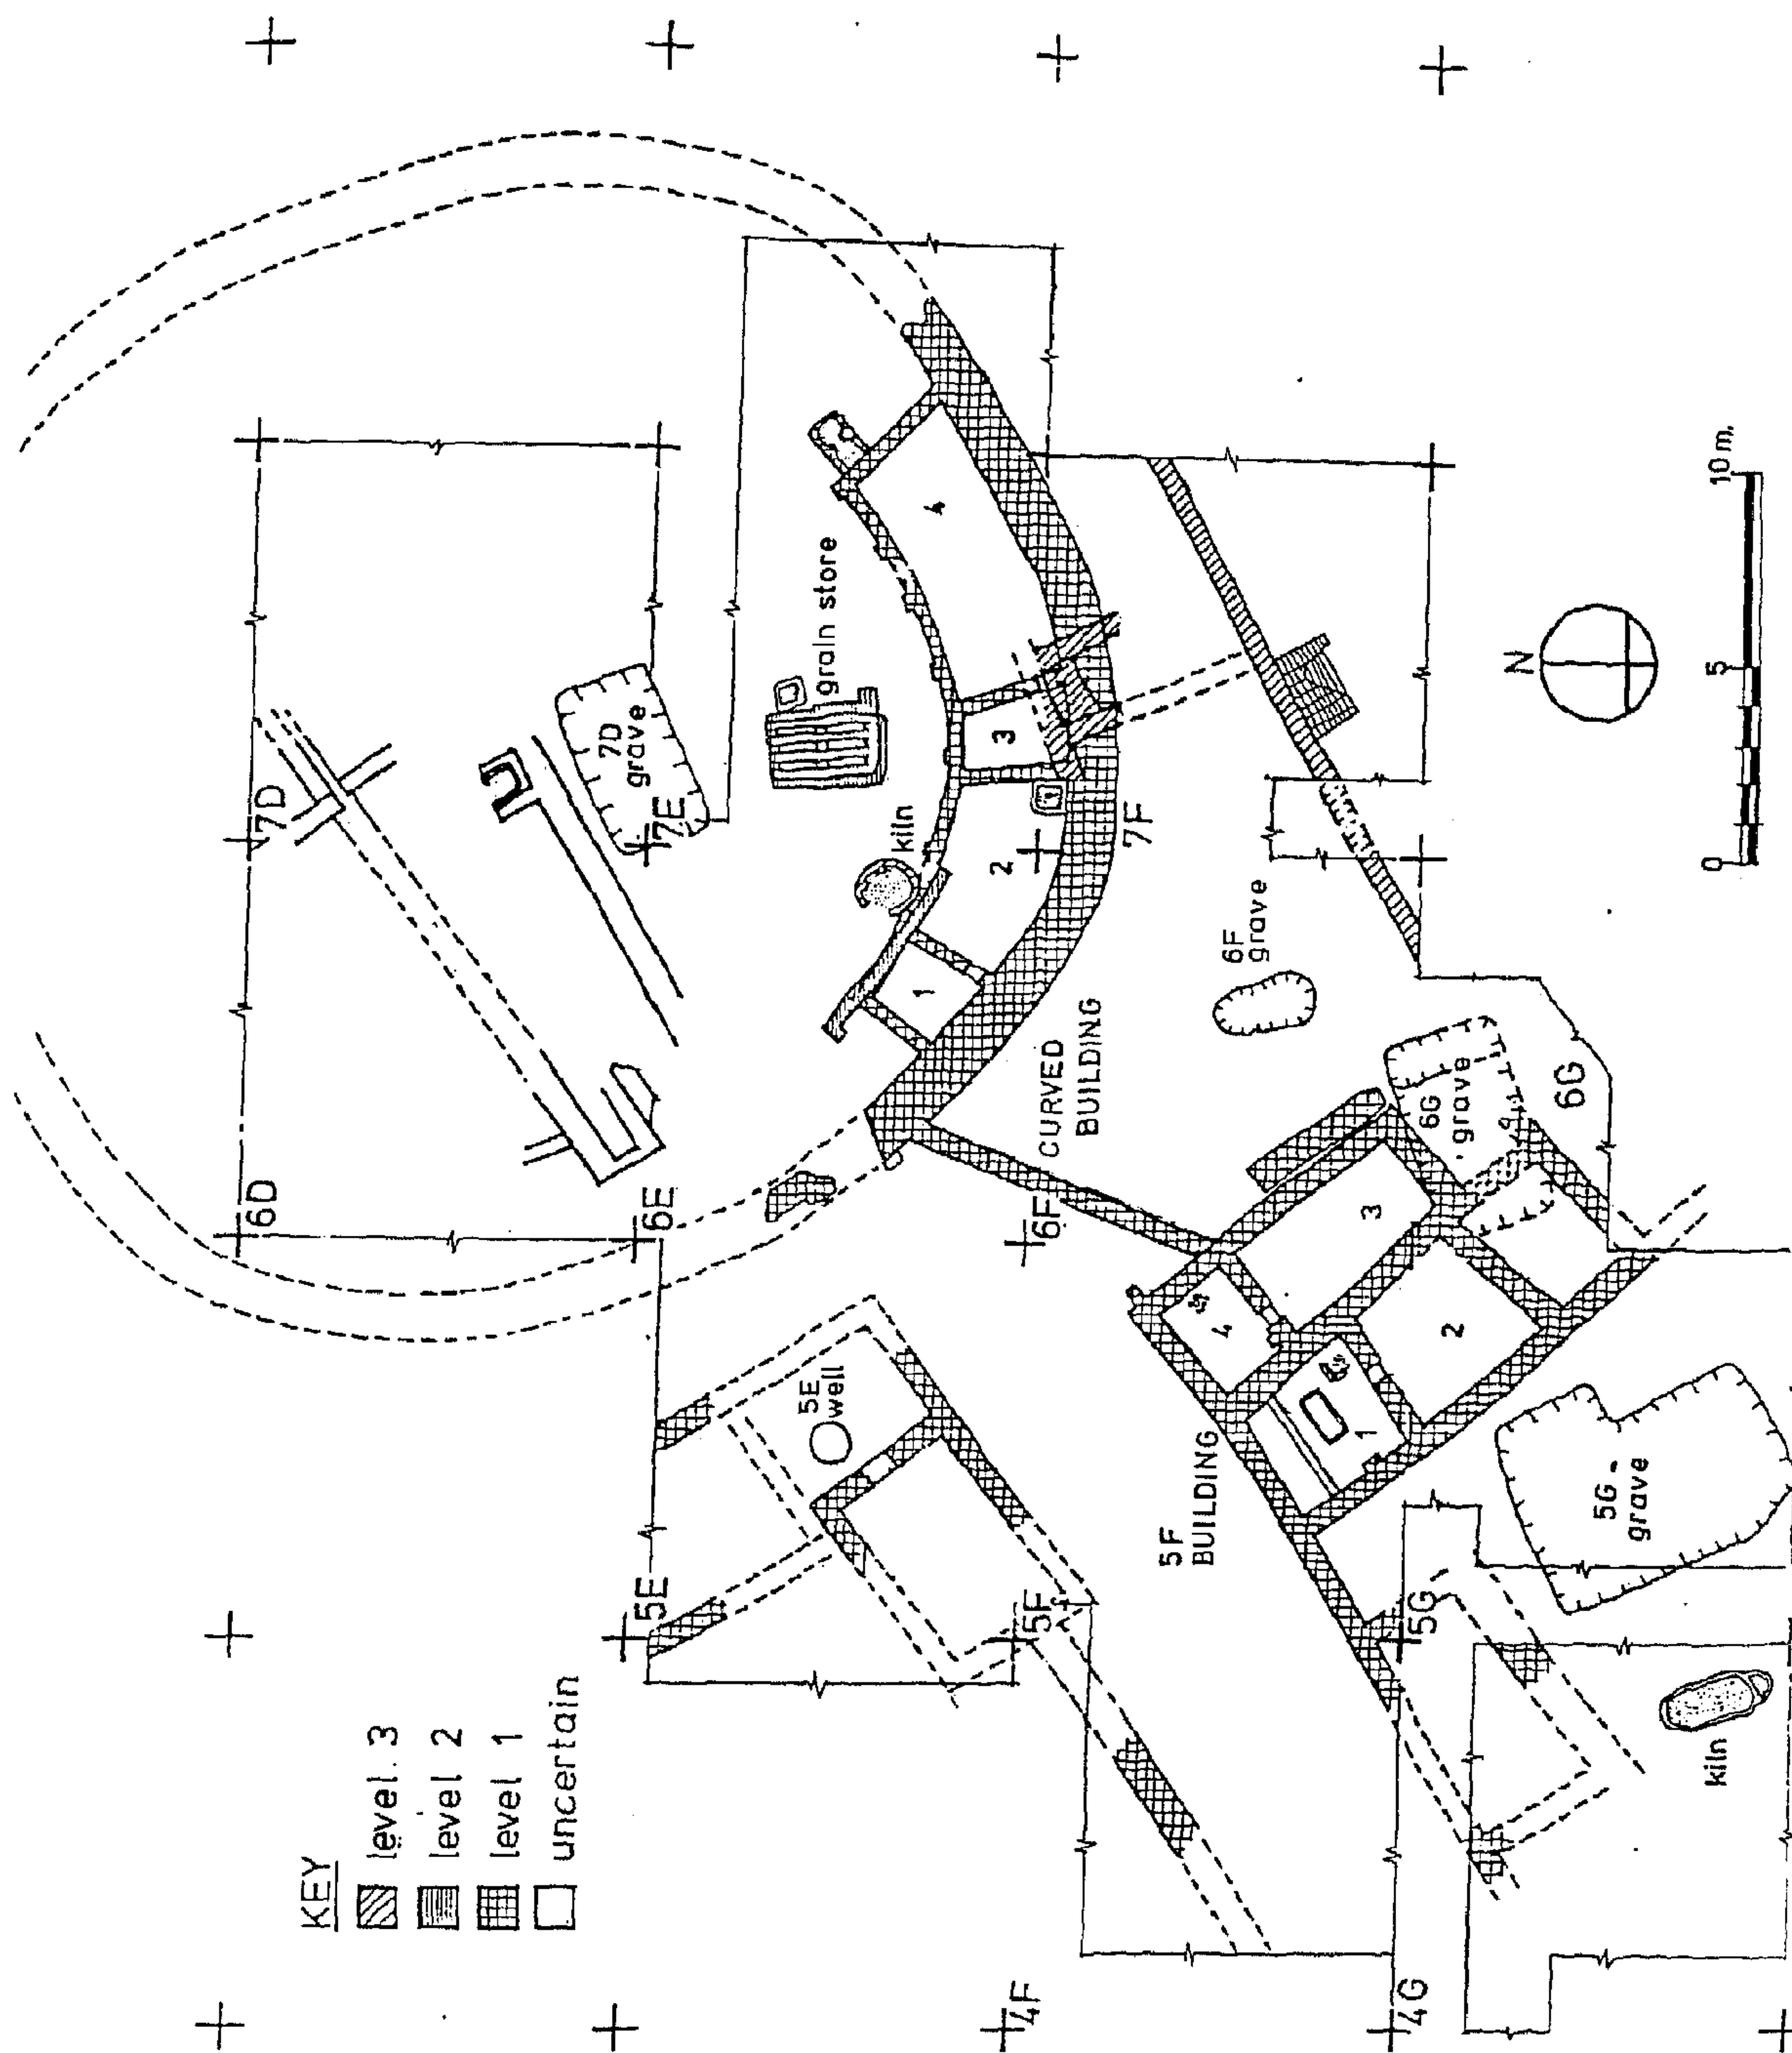 KEY
level 3
level 2
level 1
uncertain
4F
4G
5E
5F
5G
6D
6E
6F
6G
7D
7E
7F
5E
well
5F
BUILDING
1
2
3
4
5G
grave
kiln
6G
grave
6F
grave
CURVED
BUILDING
1
2
3
4
kiln
grain store
7D
grave
N
0
5
10 m.